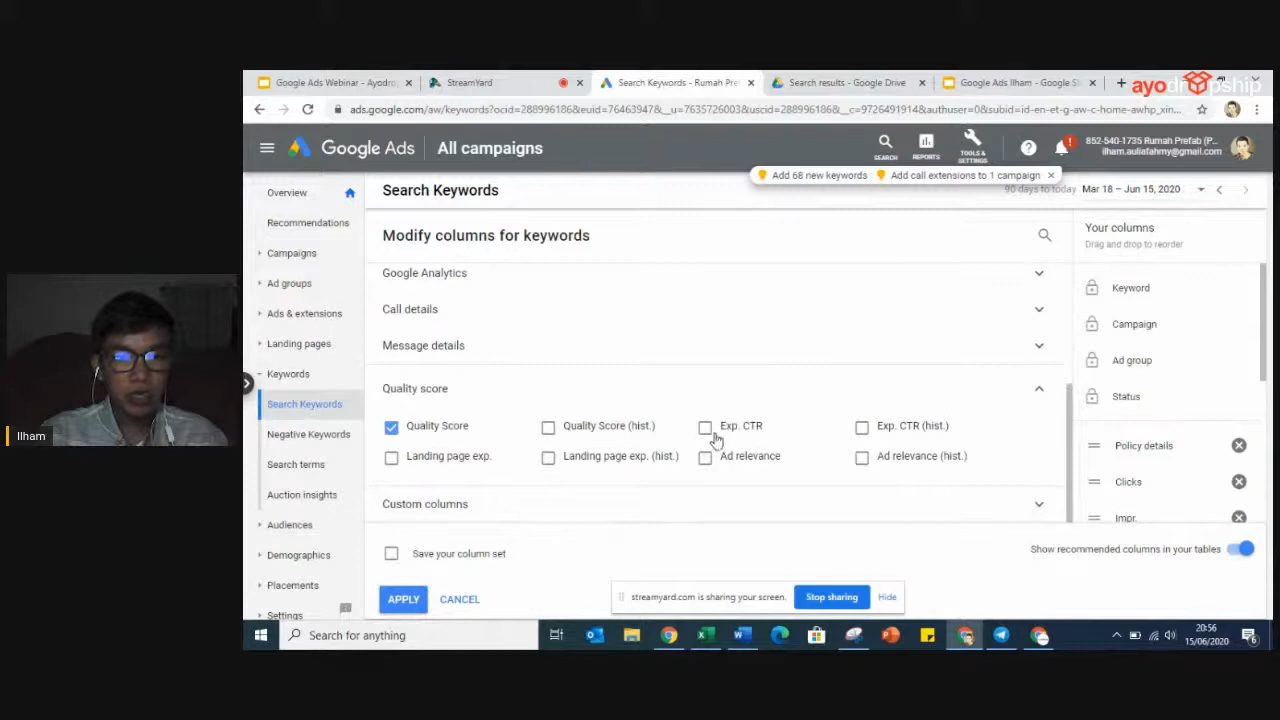 Google Ads Webinar - Ayodro
StreamYard
Search Keywords - Rumah Pre
Search results - Google Drive
Google Ads Ilham - Google S
ayodropship
ads.google.com/aw/keywords?ocid=288996186&euid=76463947&__u=7635726003&uscid=288996186&__c=9726491914&authuser=0&subid=id-en-et-g-aw-c-home-awhp_xin...
Google Ads
All campaigns
SEARCH
REPORTS
TOOLS &
SETTINGS
852-540-1735 Rumah Prefab (P...
ilham.auliafahmy@gmail.com
Add 68 new keywords
Add call extensions to 1 campaign
Search Keywords
90 days to today
Mar 18 – Jun 15, 2020
Overview
Recommendations
Campaigns
Ad groups
Ads & extensions
Landing pages
Keywords
Search Keywords
Negative Keywords
Search terms
Auction insights
Audiences
Demographics
Placements
Settings
Modify columns for keywords
Google Analytics
Call details
Message details
Quality score
Quality Score
Quality Score (hist.)
Exp. CTR
Exp. CTR (hist.)
Landing page exp.
Landing page exp. (hist.)
Ad relevance
Ad relevance (hist.)
Custom columns
Save your column set
APPLY
CANCEL
Your columns
Drag and drop to reorder
Keyword
Campaign
Ad group
Status
Policy details
Clicks
Impr.
Show recommended columns in your tables
streamyard.com is sharing your screen.
Stop sharing
Hide
Ilham
Search for anything
20:56
15/06/2020
6